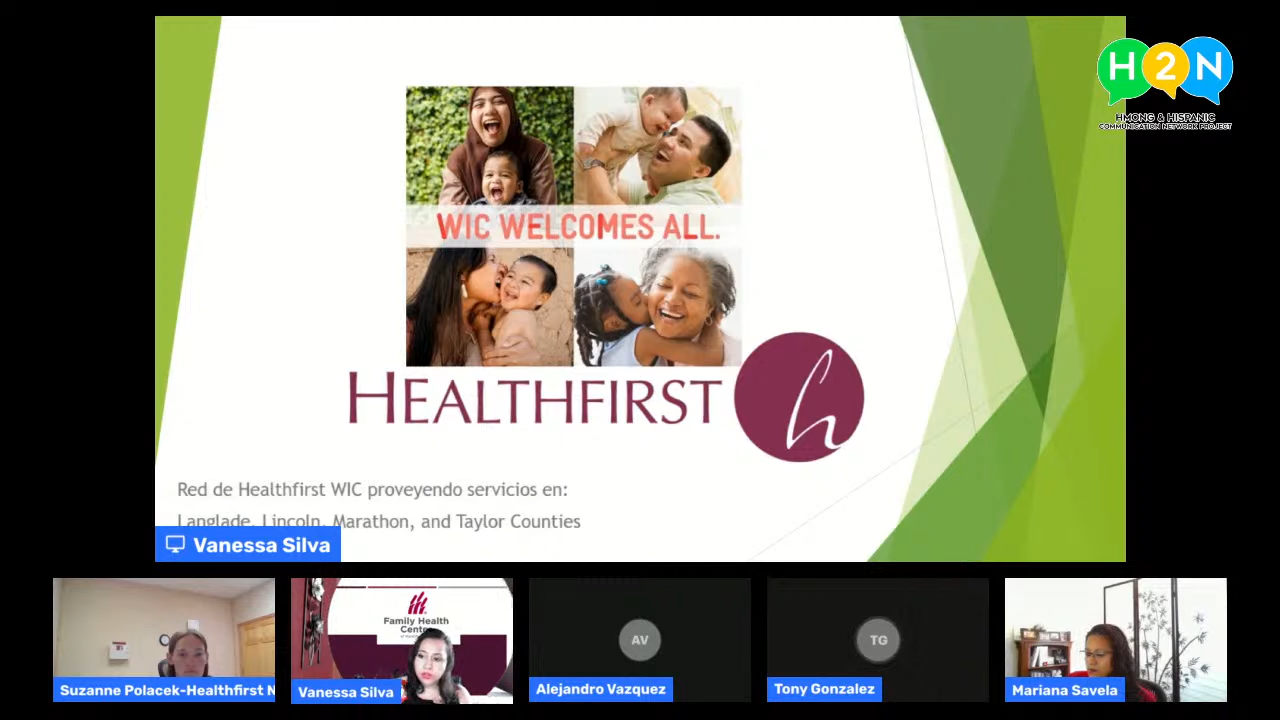 H2N
HMONG & HISPANIC
COMMUNICATION NETWORK PROJECT
WIC WELCOMES ALL.
HEALTHFIRST h
Red de Healthfirst WIC proveyendo servicios en:
Langlade, Lincoln, Marathon, and Taylor Counties
Vanessa Silva
Family Health
Center
Suzanne Polacek-Healthfirst N
Vanessa Silva
AV
Alejandro Vazquez
TG
Tony Gonzalez
Mariana Savela